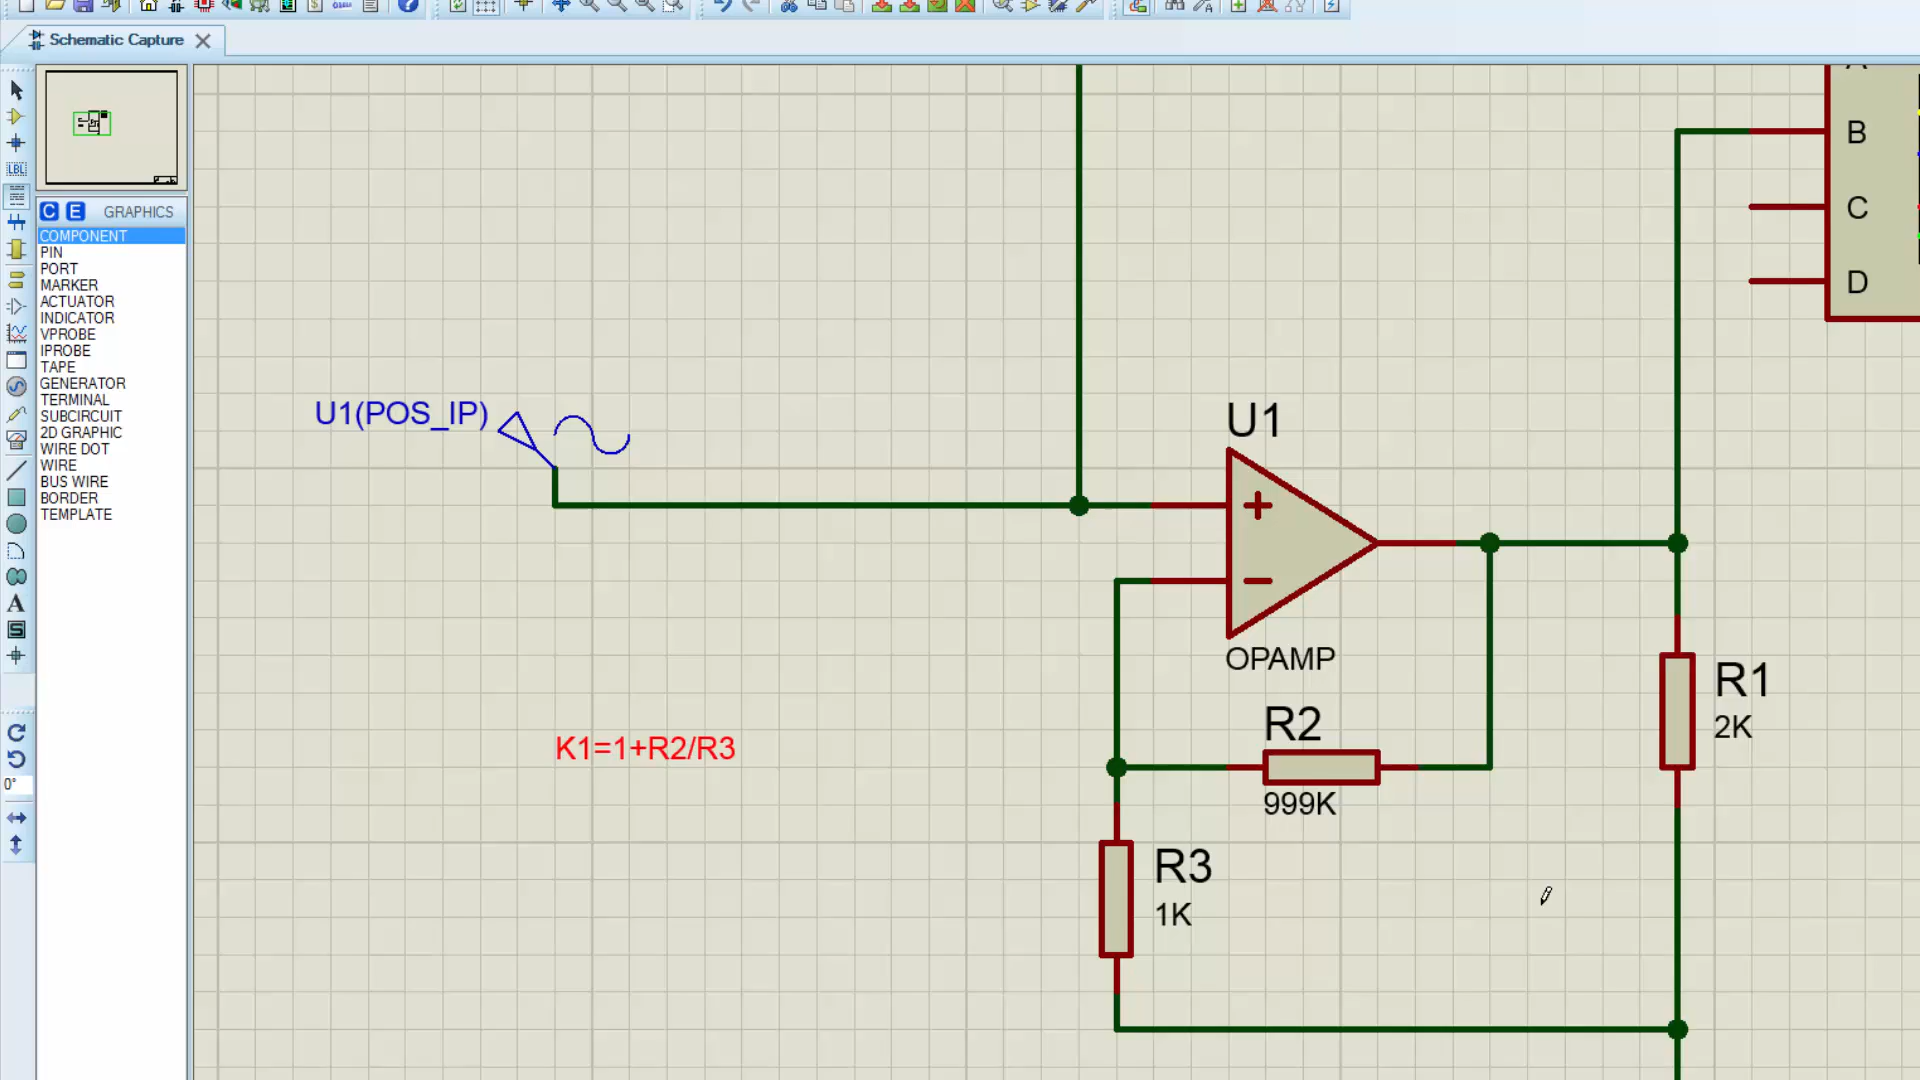 Schematic Capture
LBL
C E GRAPHICS
COMPONENT
PIN
PORT
MARKER
ACTUATOR
INDICATOR
VPROBE
IPROBE
TAPE
GENERATOR
TERMINAL
SUBCIRCUIT
2D GRAPHIC
WIRE DOT
WIRE
BUS WIRE
BORDER
TEMPLATE
A
S
0°
U1(POS_IP)
K1=1+R2/R3
U1
+
−
OPAMP
R2
999K
R3
1K
R1
2K
B
C
D